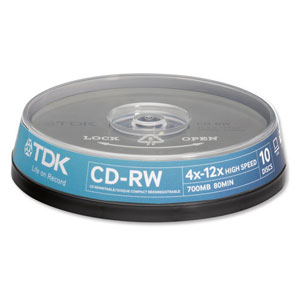 LOCK OPEN
TDK
Life on Record
CD-RW
4x-12x HIGH SPEED
700MB 80MIN
10
DISCS